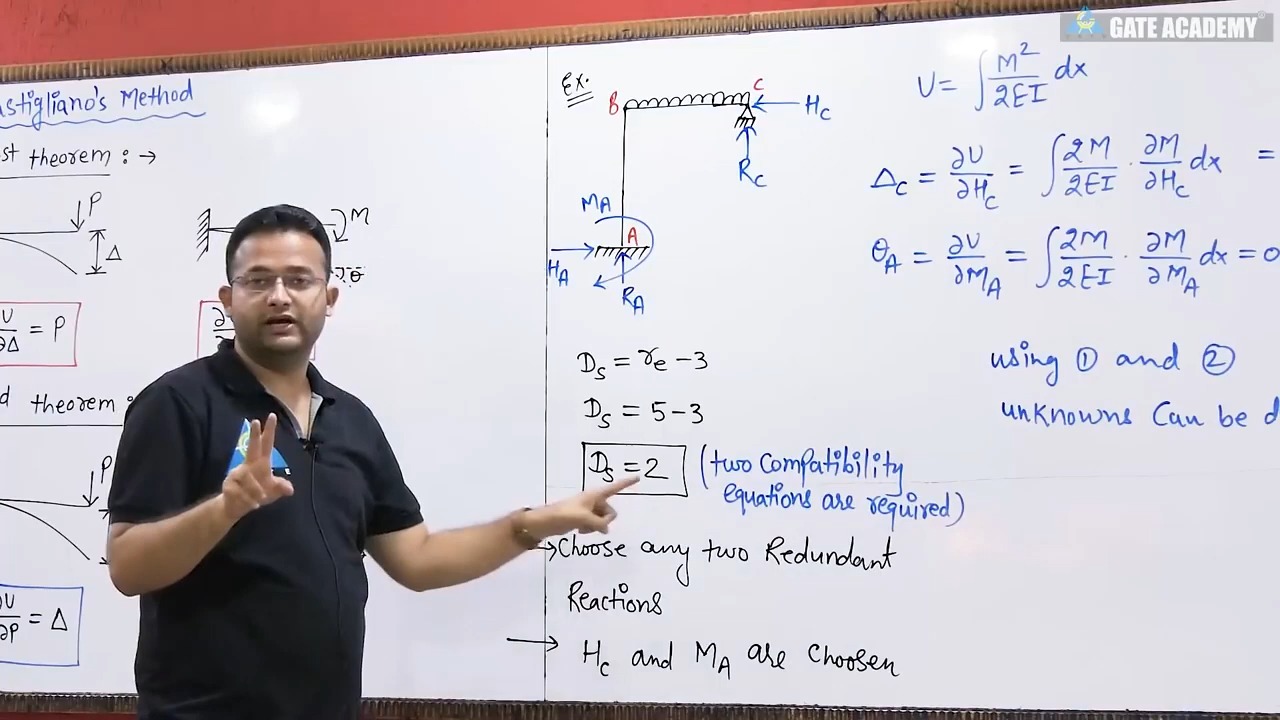 GATE ACADEMY
astigliano's Method
st theorem : →
P
Δ
M
U/∂Δ = P
d theorem :
P
U/∂P = Δ
Ex.
B
C
H_C
R_C
M_A
A
H_A
R_A
D_s = r_e - 3
D_s = 5 - 3
D_s = 2 (two Compatibility
equations are required)
→ Choose any two Redundant
Reactions
→ H_C and M_A are choosen
U = ∫ M²/2EI dx
Δ_C = ∂U/∂H_C = ∫ 2M/2EI · ∂M/∂H_C dx =
θ_A = ∂U/∂M_A = ∫ 2M/2EI · ∂M/∂M_A dx = 0
using ① and ②
unknowns Can be d